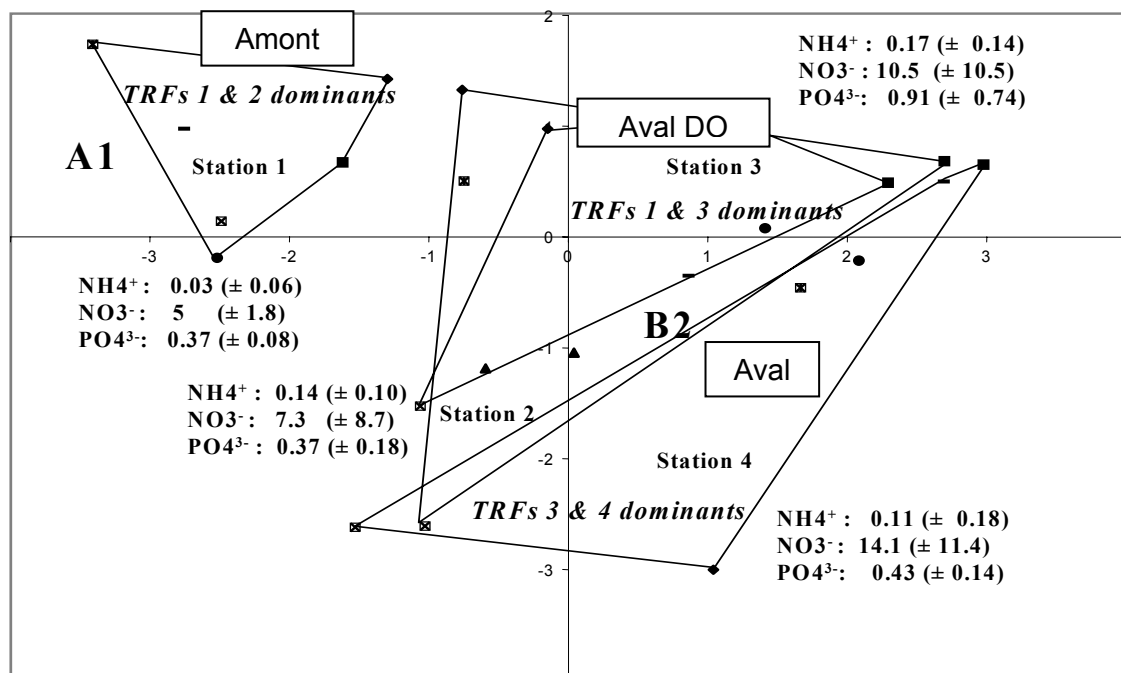 2
Amont
NH4⁺ : 0.17 (± 0.14)
NO3⁻ : 10.5 (± 10.5)
PO4³⁻ : 0.91 (± 0.74)
TRFs 1 & 2 dominants
Aval DO
A1
Station 1
Station 3
TRFs 1 & 3 dominants
-3 -2 -1 0 1 2 3
NH4⁺ : 0.03 (± 0.06)
NO3⁻ : 5 (± 1.8)
PO4³⁻: 0.37 (± 0.08)
B2
-1
Aval
NH4⁺ : 0.14 (± 0.10)
NO3⁻ : 7.3 (± 8.7)
PO4³⁻ : 0.37 (± 0.18)
Station 2
Station 4
-2
TRFs 3 & 4 dominants
NH4⁺ : 0.11 (± 0.18)
NO3⁻ : 14.1 (± 11.4)
PO4³⁻: 0.43 (± 0.14)
-3